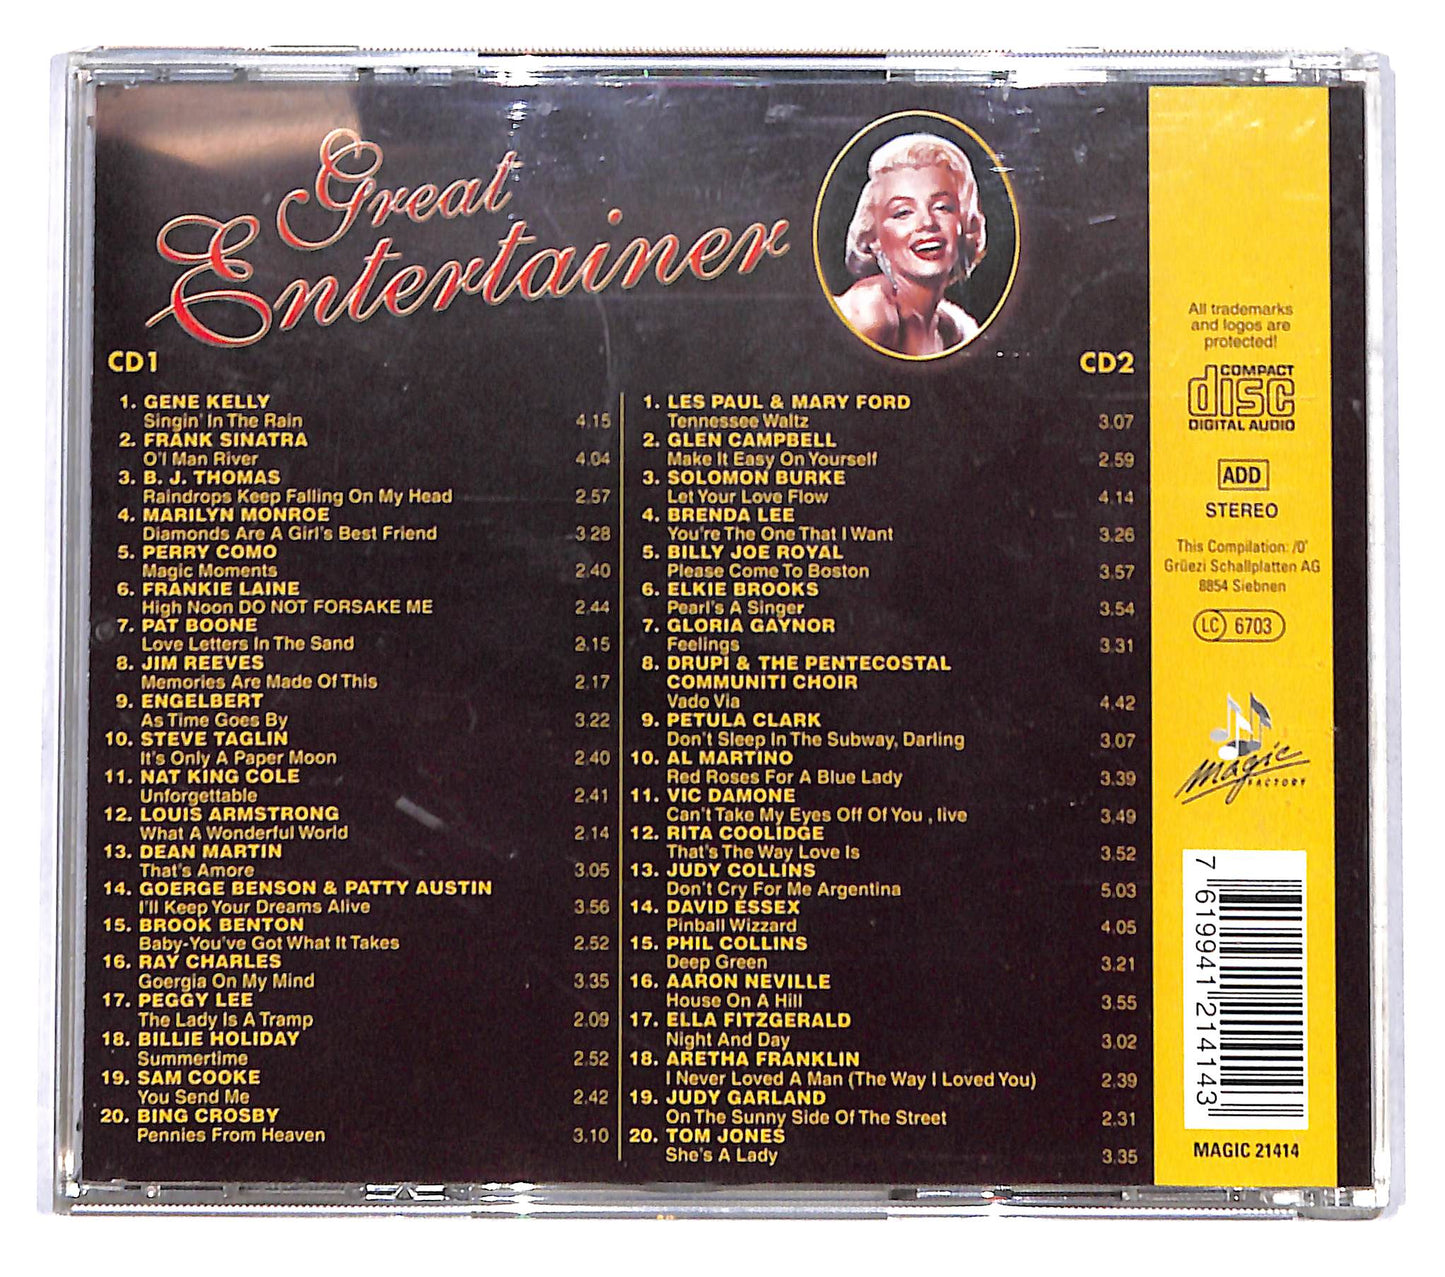 Great
Entertainer
CD1
1. GENE KELLY
Singin' In The Rain 4.15
2. FRANK SINATRA
O'l Man River 4.04
3. B. J. THOMAS
Raindrops Keep Falling On My Head 2.57
4. MARILYN MONROE
Diamonds Are A Girl's Best Friend 3.28
5. PERRY COMO
Magic Moments 2.40
6. FRANKIE LAINE
High Noon DO NOT FORSAKE ME 2.44
7. PAT BOONE
Love Letters In The Sand 2.15
8. JIM REEVES
Memories Are Made Of This 2.17
9. ENGELBERT
As Time Goes By 3.22
10. STEVE TAGLIN
It's Only A Paper Moon 2.40
11. NAT KING COLE
Unforgettable 2.41
12. LOUIS ARMSTRONG
What A Wonderful World 2.14
13. DEAN MARTIN
That's Amore 3.05
14. GOERGE BENSON & PATTY AUSTIN
I'll Keep Your Dreams Alive 3.56
15. BROOK BENTON
Baby-You've Got What It Takes 2.52
16. RAY CHARLES
Goergia On My Mind 3.35
17. PEGGY LEE
The Lady Is A Tramp 2.09
18. BILLIE HOLIDAY
Summertime 2.52
19. SAM COOKE
You Send Me 2.42
20. BING CROSBY
Pennies From Heaven 3.10
CD2
1. LES PAUL & MARY FORD
Tennessee Waltz 3.07
2. GLEN CAMPBELL
Make It Easy On Yourself 2.59
3. SOLOMON BURKE
Let Your Love Flow 4.14
4. BRENDA LEE
You're The One That I Want 3.26
5. BILLY JOE ROYAL
Please Come To Boston 3.57
6. ELKIE BROOKS
Pearl's A Singer 3.54
7. GLORIA GAYNOR
Feelings 3.31
8. DRUPI & THE PENTECOSTAL
COMMUNITI CHOIR
Vado Via 4.42
9. PETULA CLARK
Don't Sleep In The Subway, Darling 3.07
10. AL MARTINO
Red Roses For A Blue Lady 3.39
11. VIC DAMONE
Can't Take My Eyes Off Of You , live 3.49
12. RITA COOLIDGE
That's The Way Love Is 3.52
13. JUDY COLLINS
Don't Cry For Me Argentina 5.03
14. DAVID ESSEX
Pinball Wizzard 4.05
15. PHIL COLLINS
Deep Green 3.21
16. AARON NEVILLE
House On A Hill 3.55
17. ELLA FITZGERALD
Night And Day 3.02
18. ARETHA FRANKLIN
I Never Loved A Man (The Way I Loved You) 2.39
19. JUDY GARLAND
On The Sunny Side Of The Street 2.31
20. TOM JONES
She's A Lady 3.35
All trademarks
and logos are
protected!
COMPACT
disc
DIGITAL AUDIO
ADD
STEREO
This Compilation: /0'
Grüezi Schallplatten AG
8854 Siebnen
LC 6703
Magic
FACTORY
7 619941 214143
MAGIC 21414